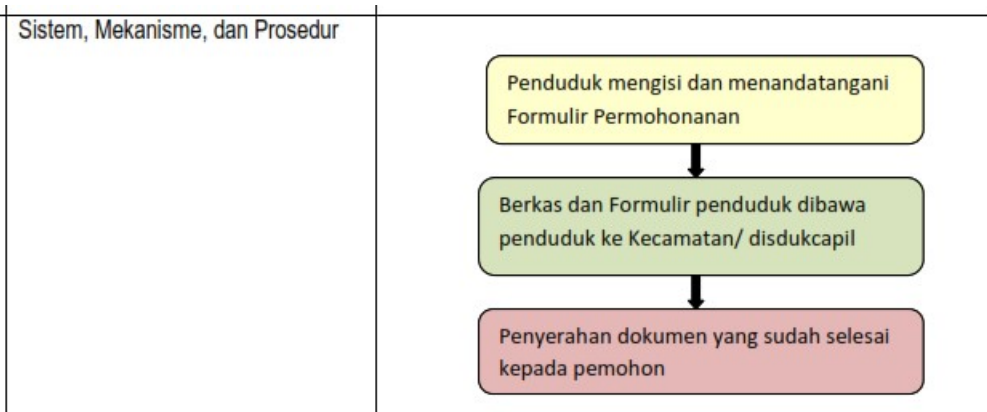 Sistem, Mekanisme, dan Prosedur
Penduduk mengisi dan menandatangani
Formulir Permohonanan
Berkas dan Formulir penduduk dibawa
penduduk ke Kecamatan/ disdukcapil
Penyerahan dokumen yang sudah selesai
kepada pemohon